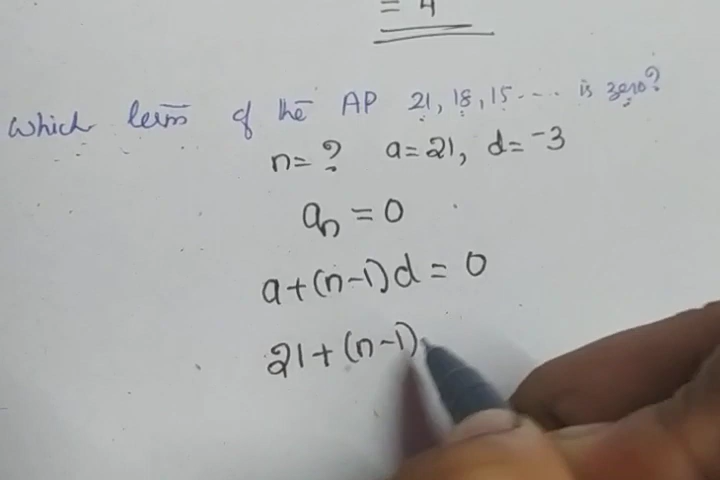 = 4
Which term of the AP 21, 18, 15 .... is zero?
n = ? a = 21, d = -3
an = 0
a + (n-1) d = 0
21 + (n-1)